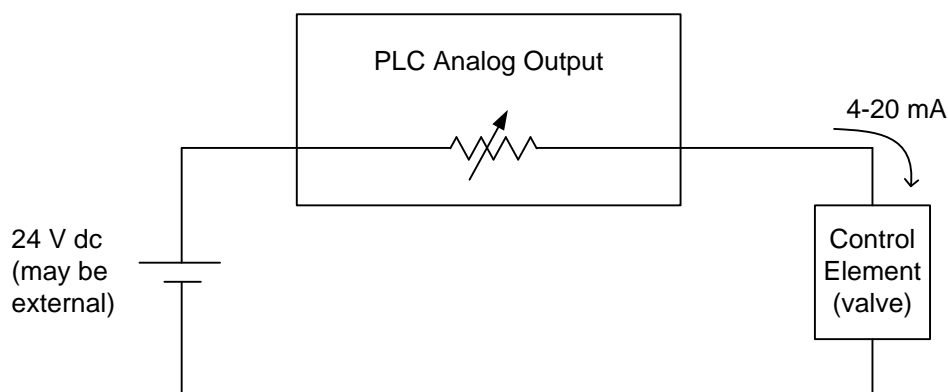 PLC Analog Output
4-20 mA
24 V dc
(may be
external)
Control
Element
(valve)